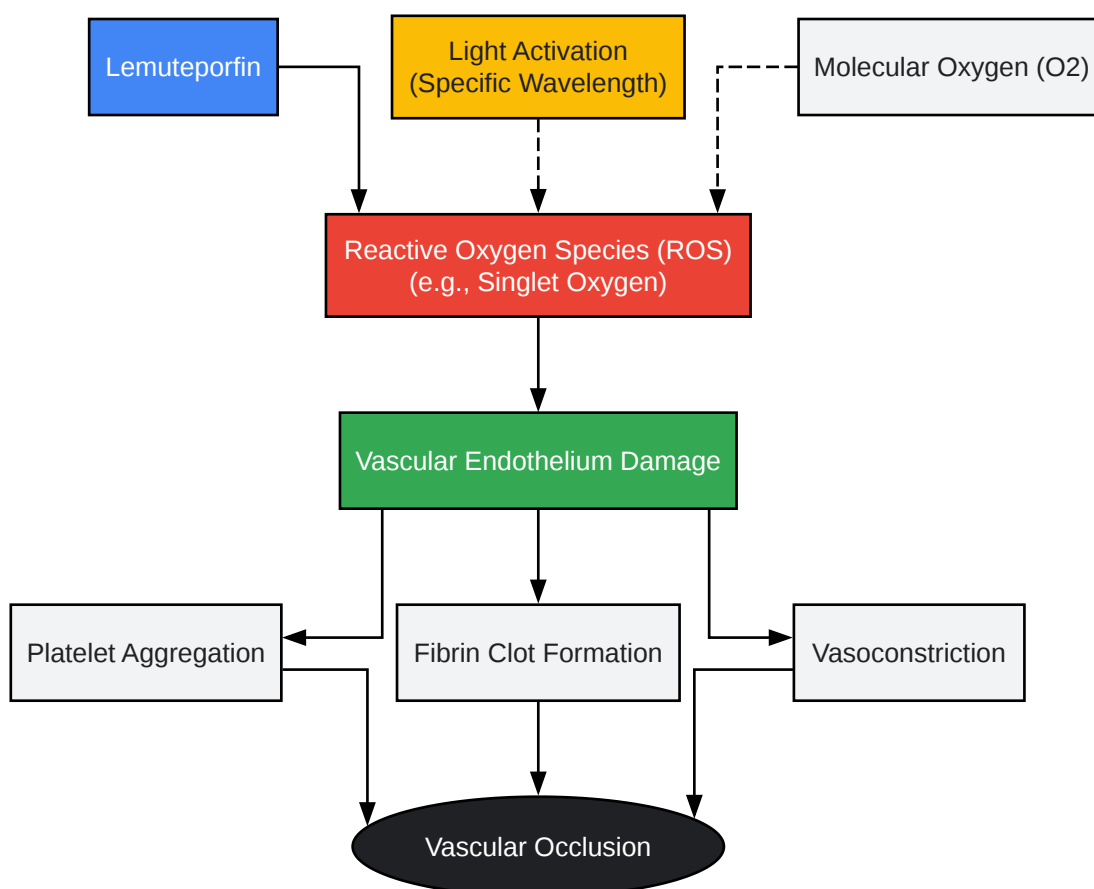 Lemuteporfin
Light Activation
(Specific Wavelength)
Molecular Oxygen (O2)
Reactive Oxygen Species (ROS)
(e.g., Singlet Oxygen)
Vascular Endothelium Damage
Platelet Aggregation
Fibrin Clot Formation
Vasoconstriction
Vascular Occlusion